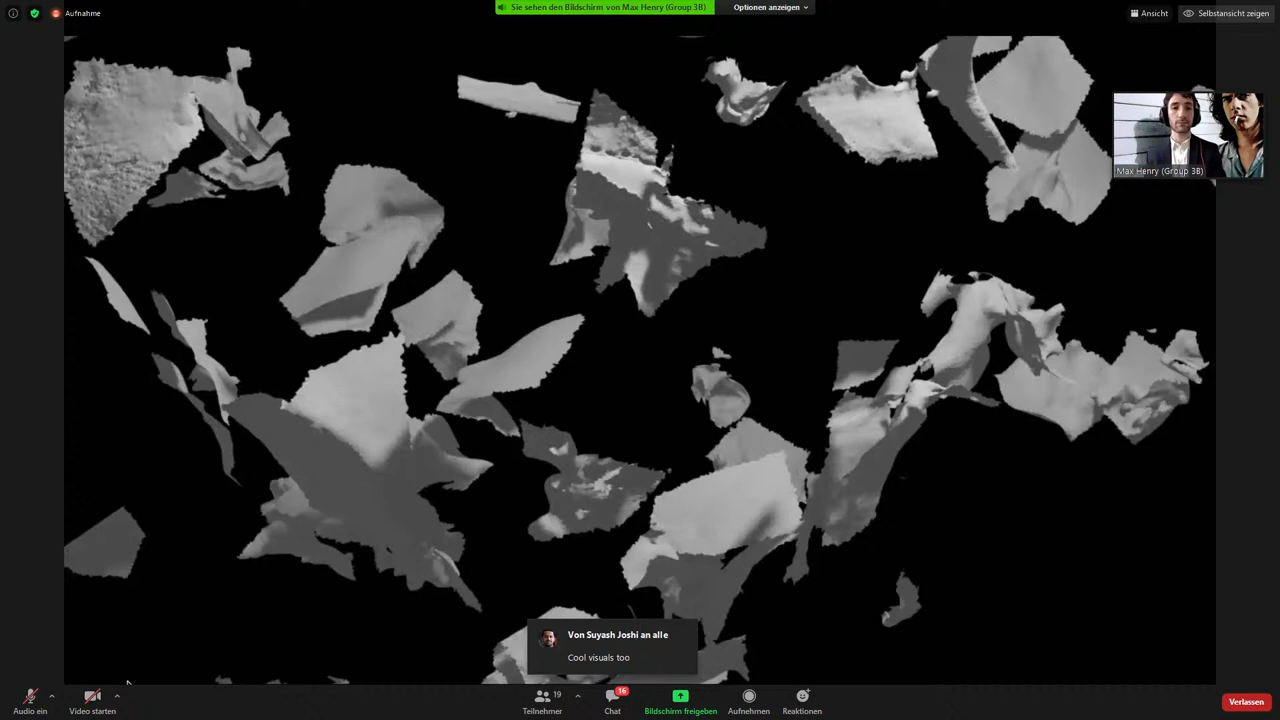 Aufnahme
Sie sehen den Bildschirm von Max Henry (Group 3B)
Optionen anzeigen
Ansicht
Selbstansicht zeigen
Max Henry (Group 3B)
Von Suyash Joshi an alle
Cool visuals too
Audio ein
Video starten
19
Teilnehmer
16
Chat
Bildschirm freigeben
Aufnehmen
Reaktionen
Verlassen